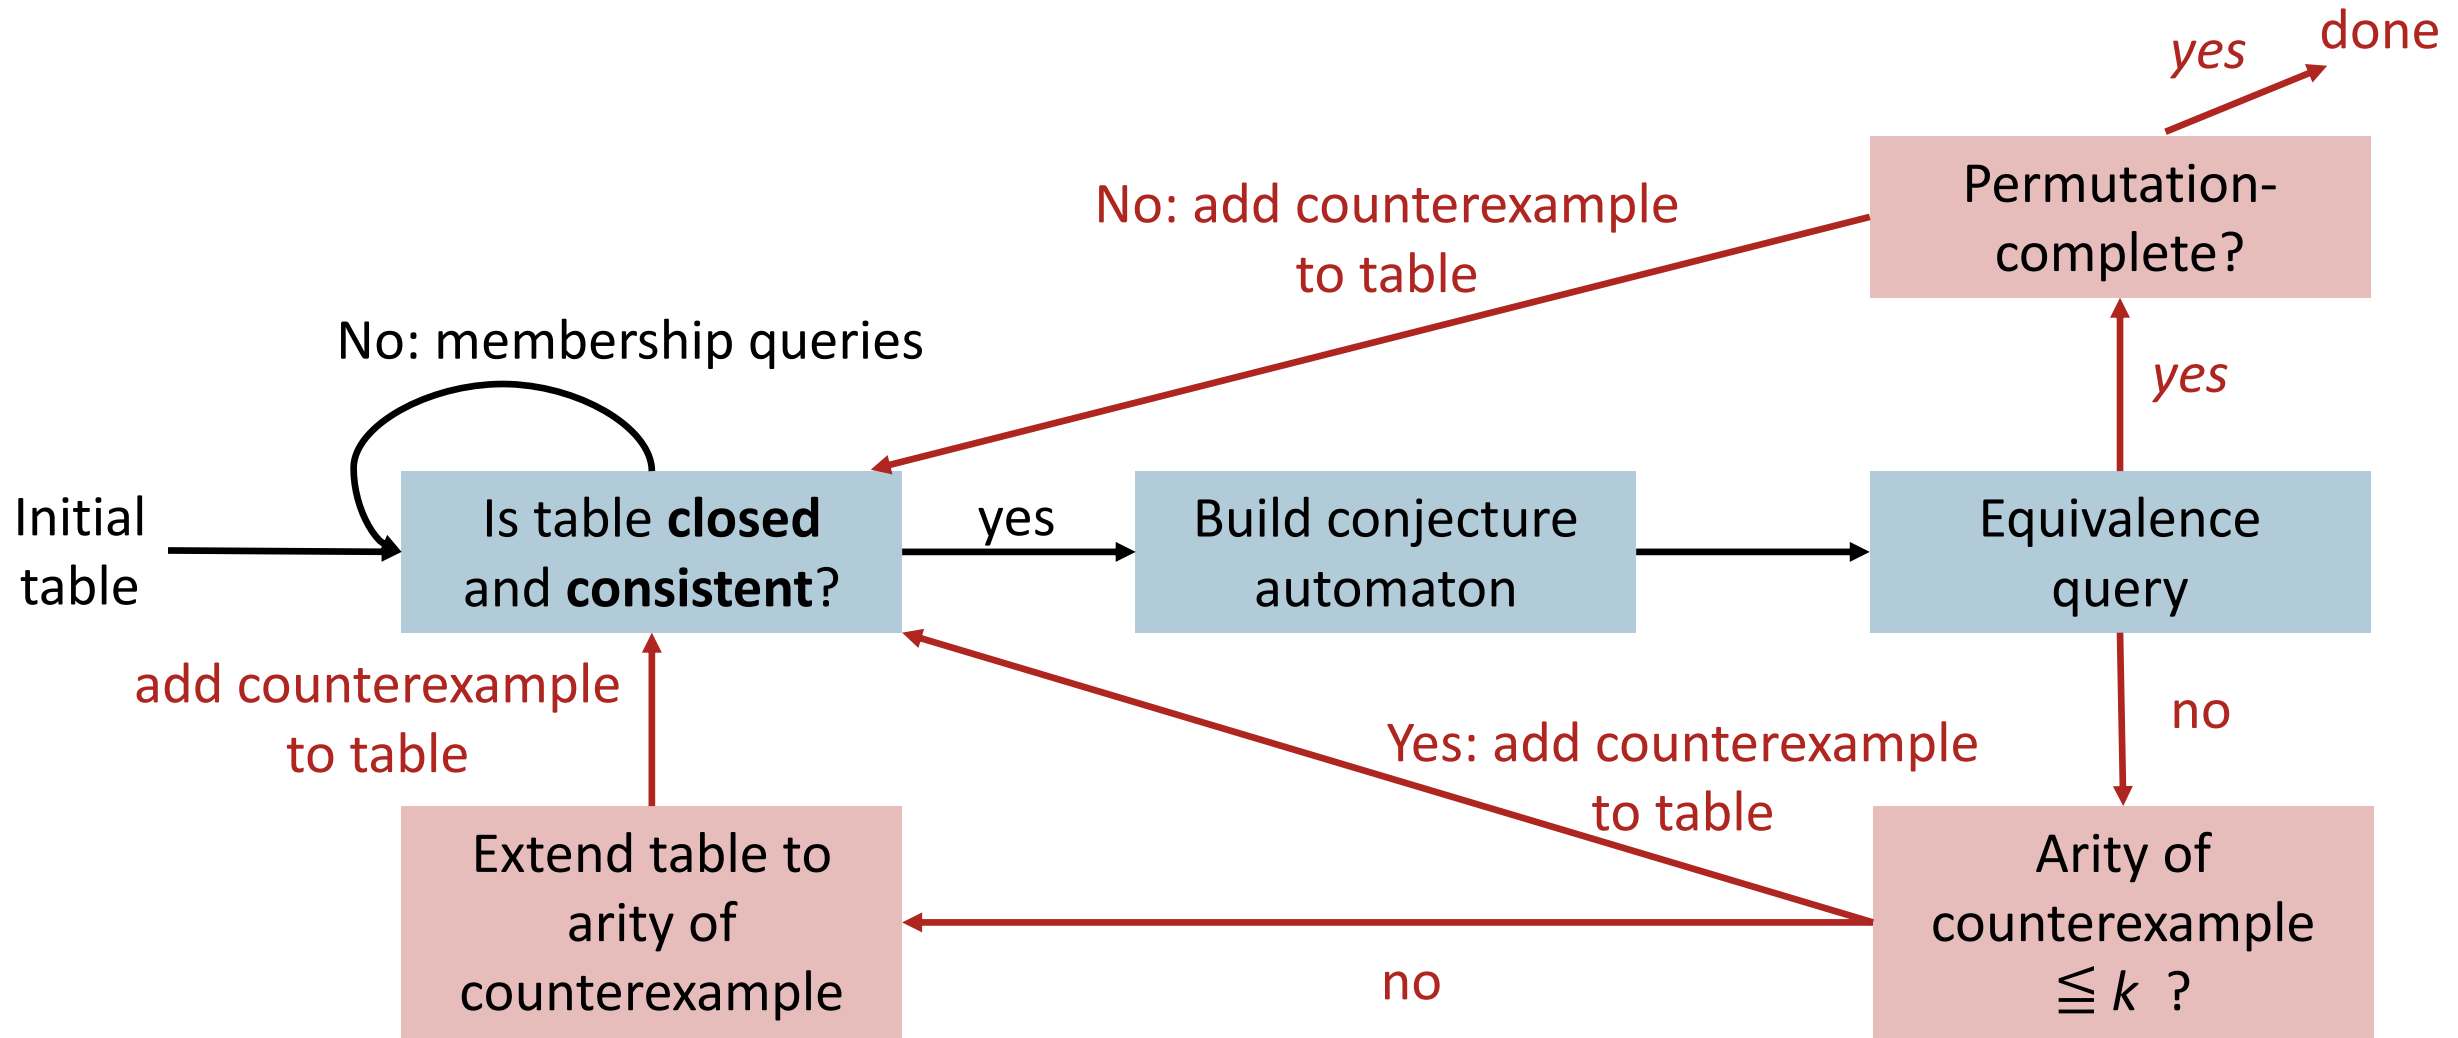 done
yes
Permutation-
complete?
No: add counterexample
to table
No: membership queries
yes
Initial
table
Is table closed
and consistent?
yes
Build conjecture
automaton
Equivalence
query
add counterexample
to table
no
Yes: add counterexample
to table
Extend table to
arity of
counterexample
no
Arity of
counterexample
≦ k ?